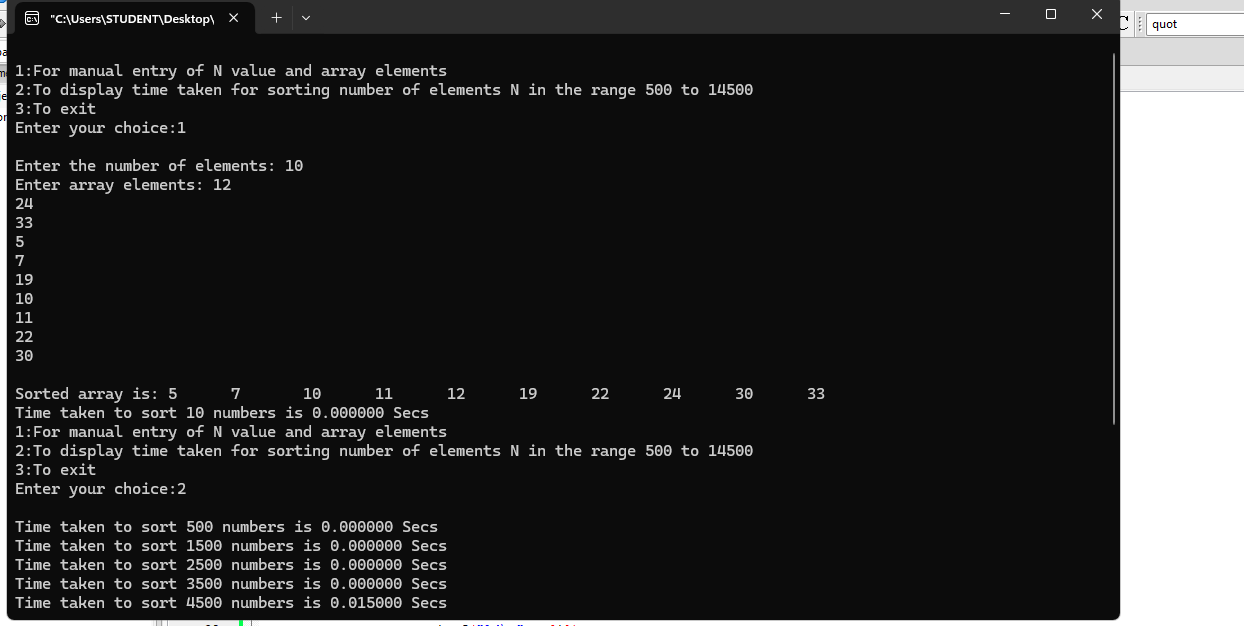 "C:\Users\STUDENT\Desktop\
quot
1:For manual entry of N value and array elements
2:To display time taken for sorting number of elements N in the range 500 to 14500
3:To exit
Enter your choice:1
Enter the number of elements: 10
Enter array elements: 12
24
33
5
7
19
10
11
22
30
Sorted array is: 5 7 10 11 12 19 22 24 30 33
Time taken to sort 10 numbers is 0.000000 Secs
1:For manual entry of N value and array elements
2:To display time taken for sorting number of elements N in the range 500 to 14500
3:To exit
Enter your choice:2
Time taken to sort 500 numbers is 0.000000 Secs
Time taken to sort 1500 numbers is 0.000000 Secs
Time taken to sort 2500 numbers is 0.000000 Secs
Time taken to sort 3500 numbers is 0.000000 Secs
Time taken to sort 4500 numbers is 0.015000 Secs